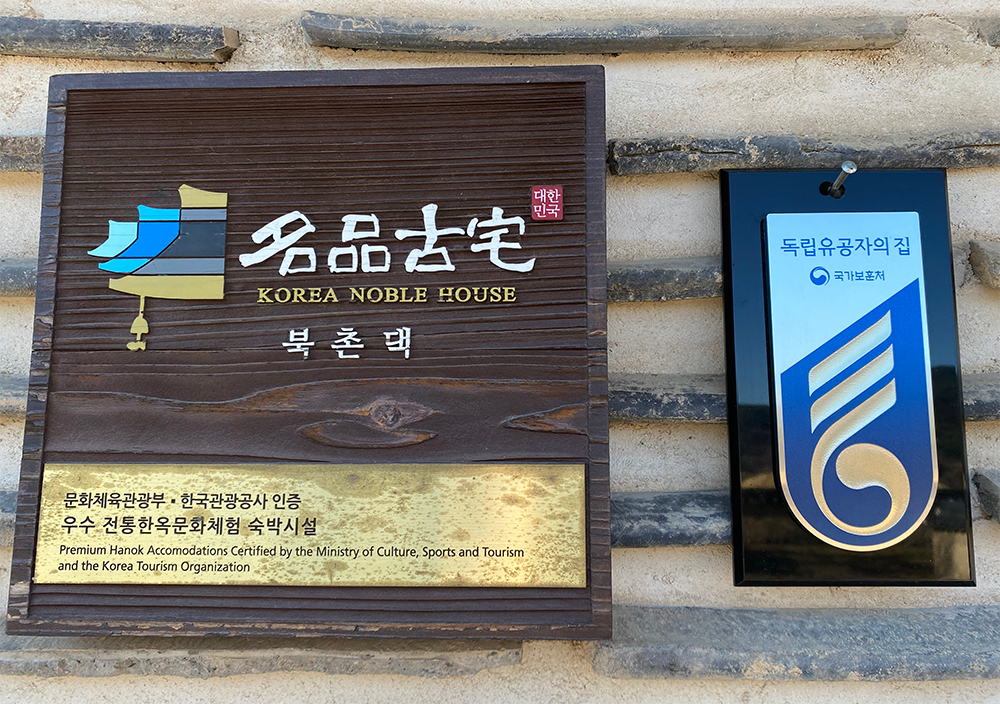 대한
민국
名品古宅
KOREA NOBLE HOUSE
북촌댁
문화체육관광부 ▪ 한국관광공사 인증
우수 전통한옥문화체험 숙박시설
Premium Hanok Accomodations Certified by the Ministry of Culture, Sports and Tourism
and the Korea Tourism Organization
독립유공자의 집
국가보훈처